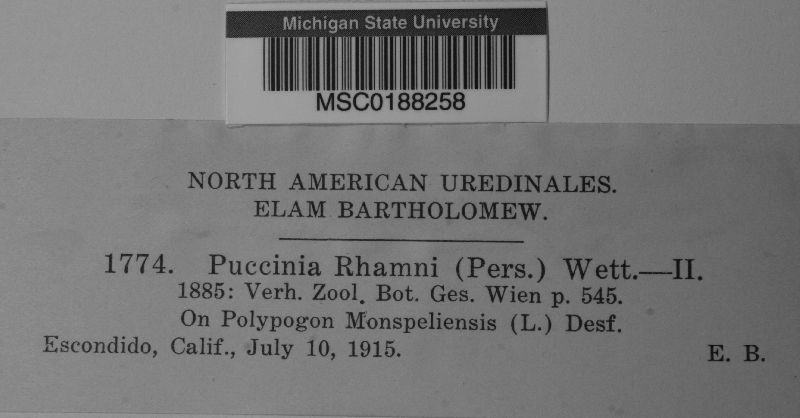 Michigan State University
MSC0188258
NORTH AMERICAN UREDINALES.
ELAM BARTHOLOMEW.
1774. Puccinia Rhamni (Pers.) Wett.—II.
1885: Verh. Zool. Bot. Ges. Wien p. 545.
On Polypogon Monspeliensis (L.) Desf.
Escondido, Calif., July 10, 1915. E. B.